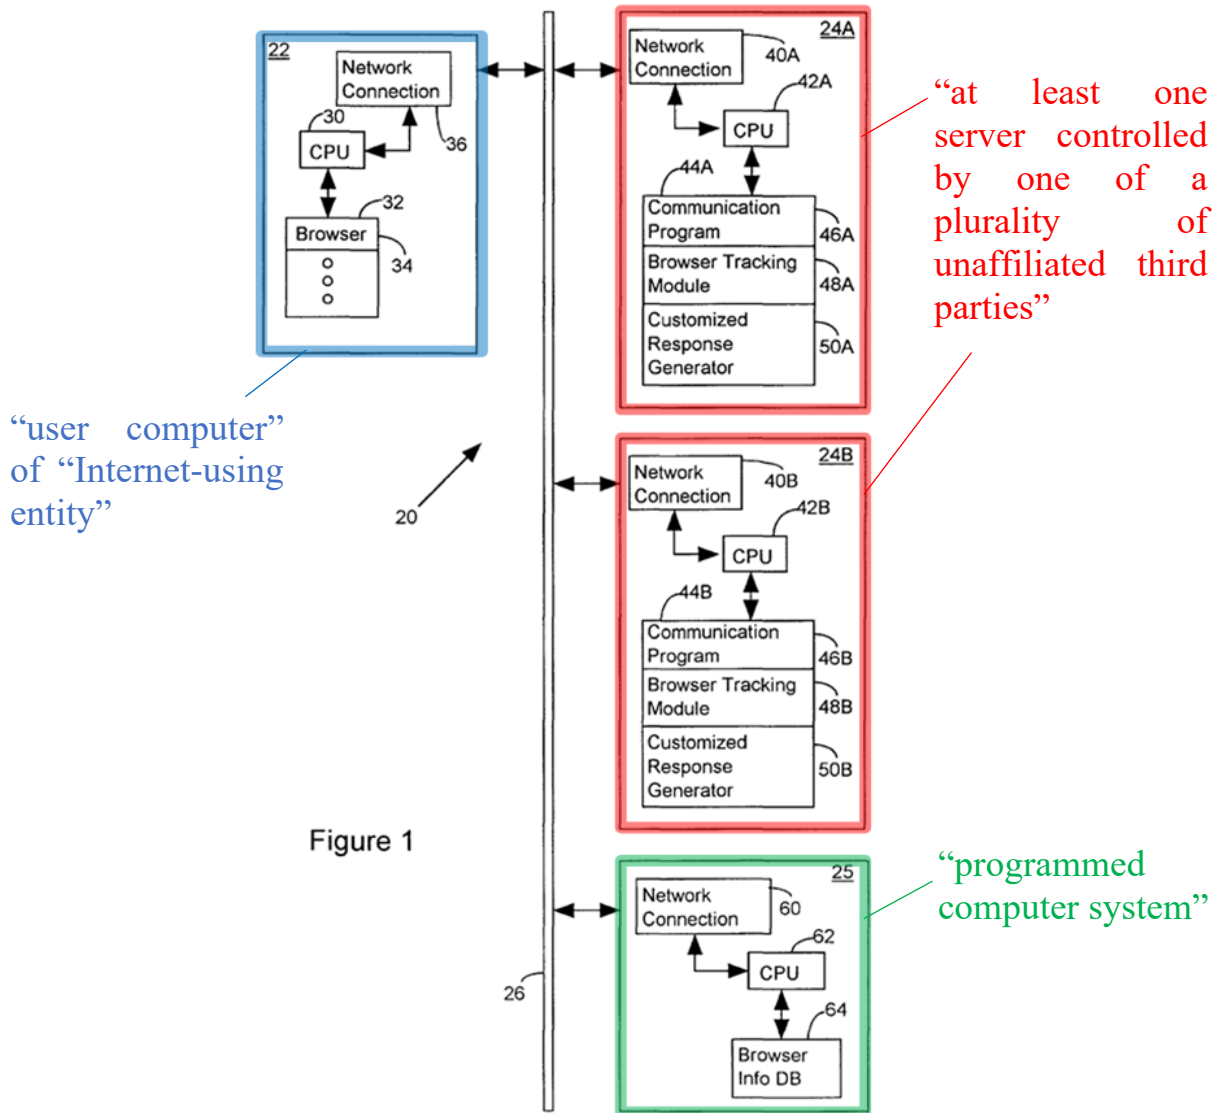 22
Network
Connection
36
30
CPU
32
Browser
34
“user computer”
of “Internet-using
entity”
20
Figure 1
26
24A
Network
Connection
40A
42A
CPU
44A
Communication
Program
46A
Browser Tracking
Module
48A
Customized
Response
Generator
50A
“at least one
server controlled
by one of a
plurality of
unaffiliated third
parties”
24B
Network
Connection
40B
42B
CPU
44B
Communication
Program
46B
Browser Tracking
Module
48B
Customized
Response
Generator
50B
25
Network
Connection
60
62
CPU
64
Browser
Info DB
“programmed
computer system”